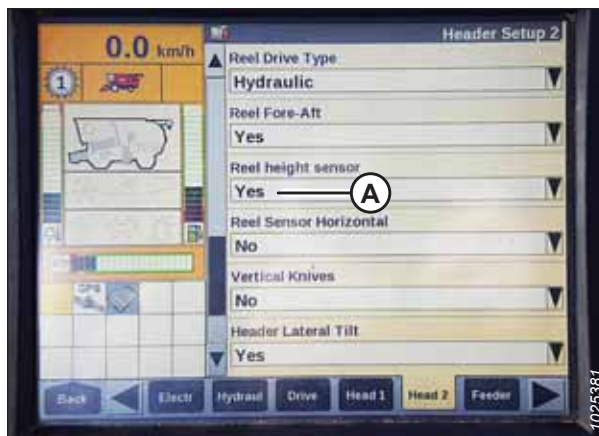 0.0 km/h
Header Setup 2
1
Reel Drive Type
Hydraulic
Reel Fore-Aft
Yes
Reel height sensor
Yes
A
Reel Sensor Horizontal
No
Vertical Knives
No
GPS
Header Lateral Tilt
Yes
Back
Electr
Hydraul
Drive
Head 1
Head 2
Feeder
1025381